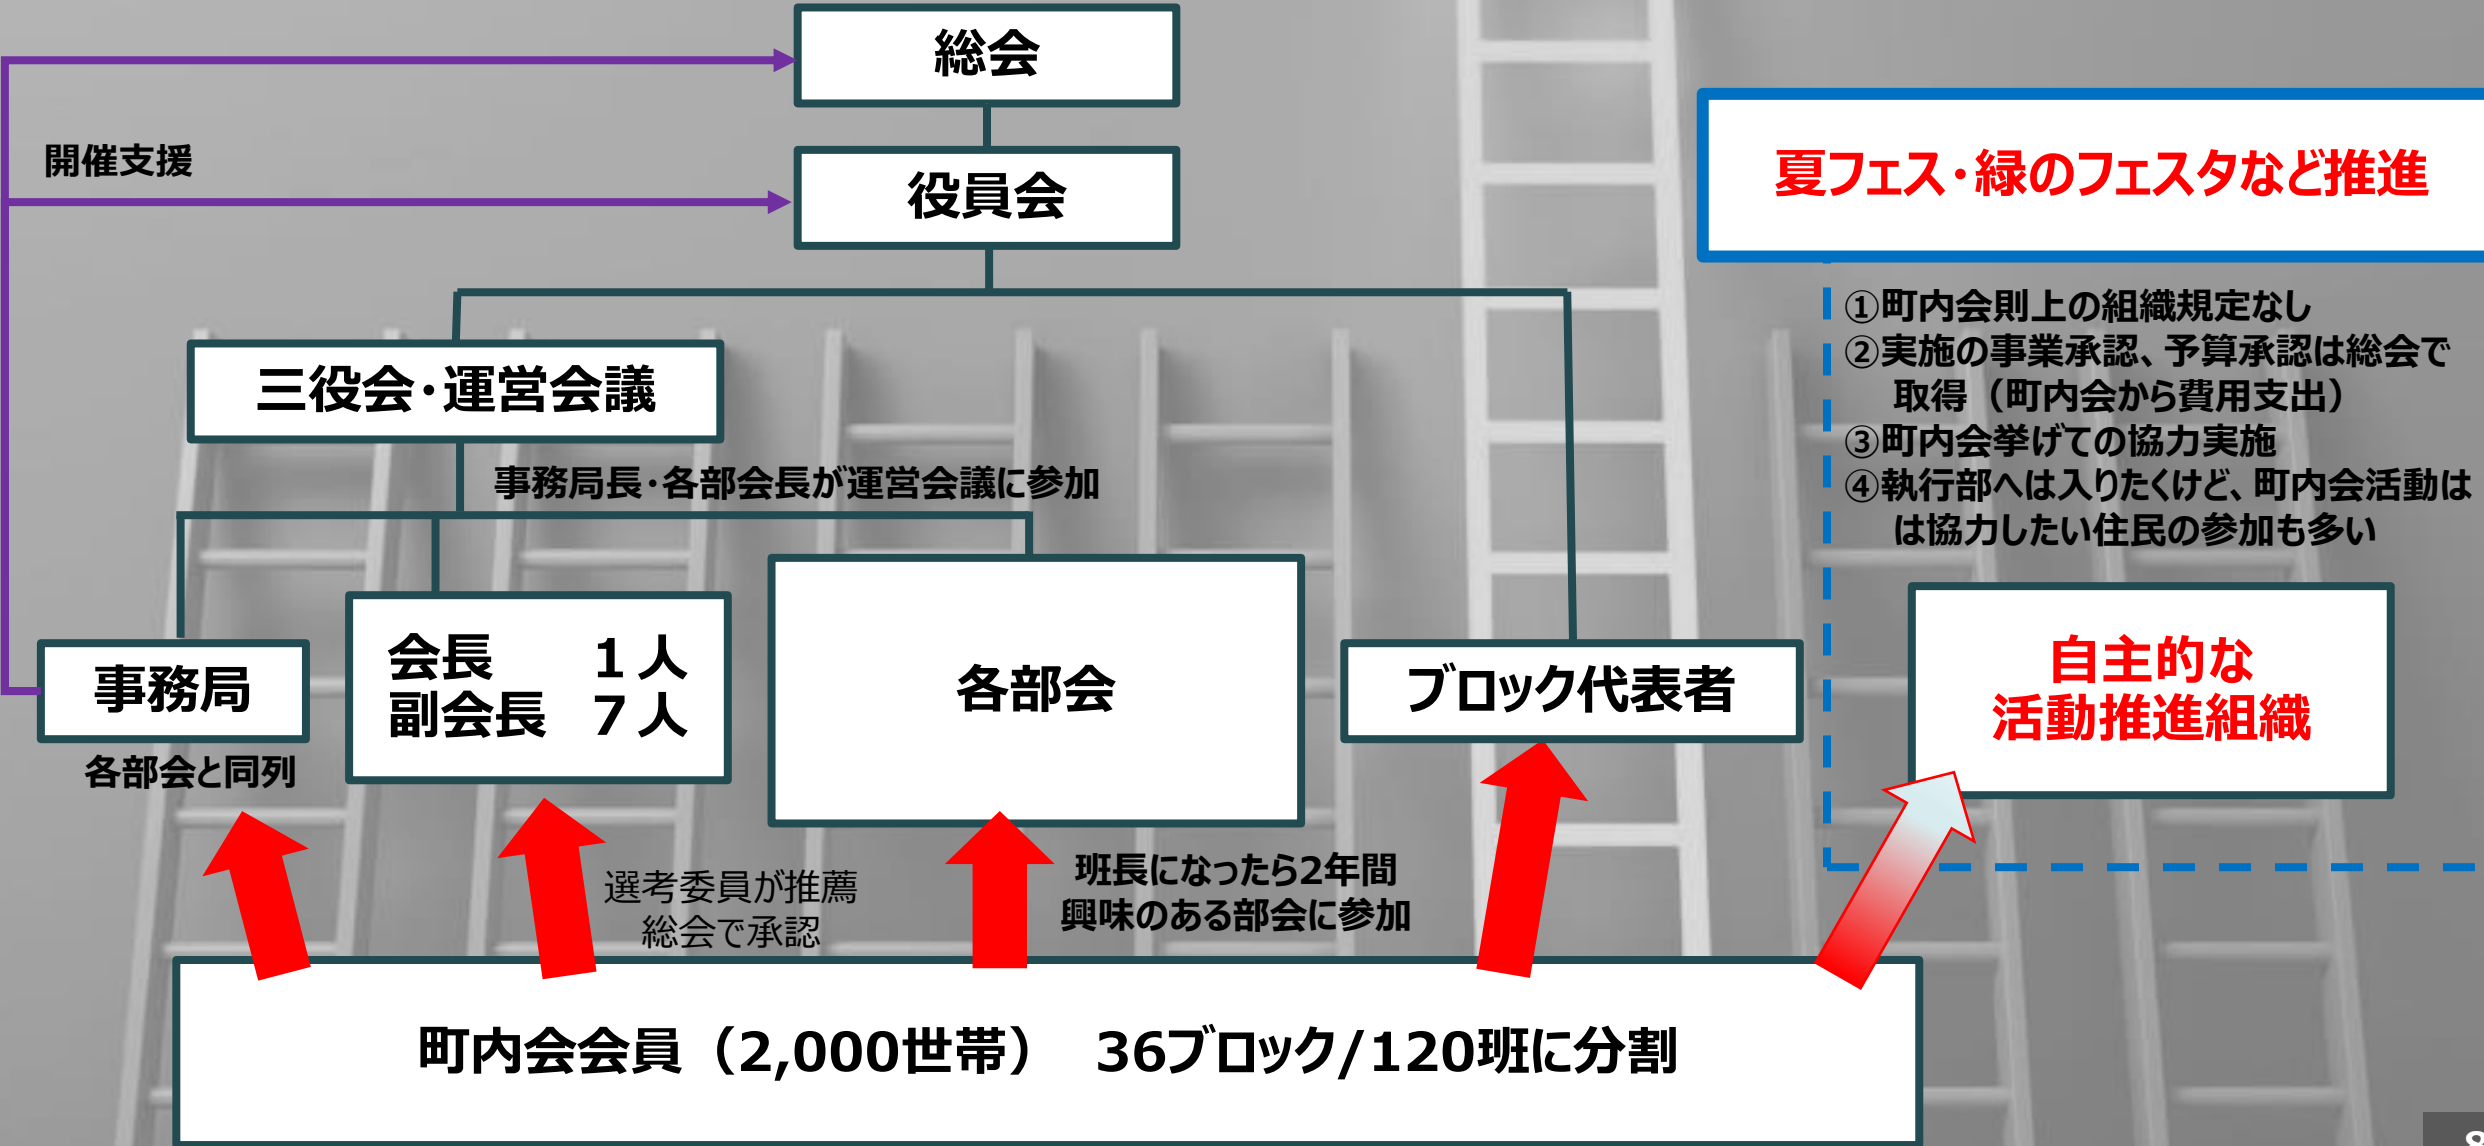 総会
開催支援
役員会
夏フェス・緑のフェスタなど推進
①町内会則上の組織規定なし
②実施の事業承認、予算承認は総会で
取得（町内会から費用支出）
③町内会挙げての協力実施
④執行部へは入りたくけど、町内会活動は
は協力したい住民の参加も多い
三役会・運営会議
事務局長・各部会長が運営会議に参加
事務局
各部会と同列
会長　　１人
副会長　７人
各部会
ブロック代表者
自主的な
活動推進組織
選考委員が推薦
総会で承認
班長になったら2年間
興味のある部会に参加
町内会会員（2,000世帯）　36ブロック/120班に分割